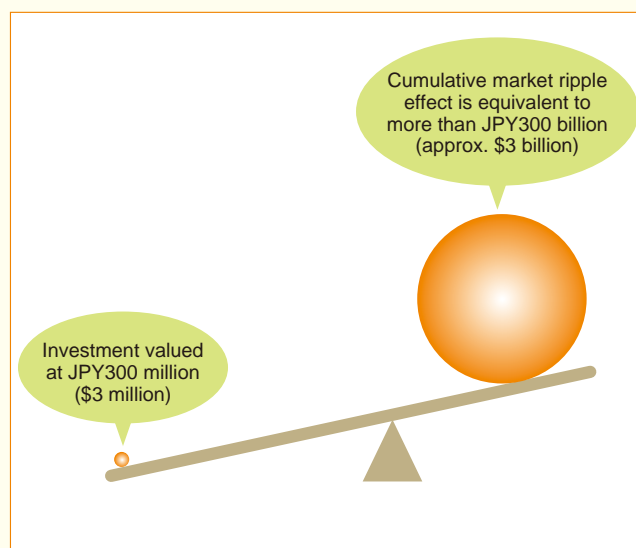 Cumulative market ripple
effect is equivalent to
more than JPY300 billion
(approx. $3 billion)
Investment valued
at JPY300 million
($3 million)